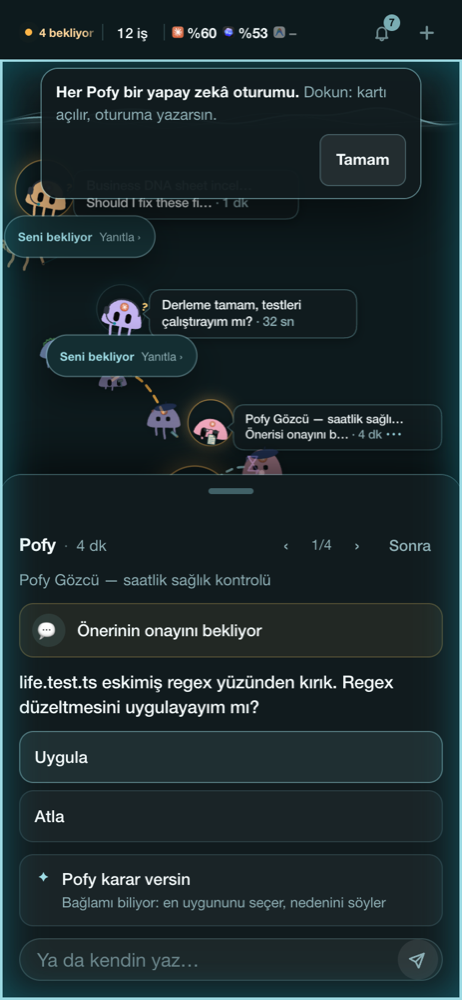 4 bekliyor
12 iş
%60
%53
–
7
Her Pofy bir yapay zekâ oturumu. Dokun: kartı
açılır, oturuma yazarsın.
Tamam
Business DNA sheet
Should I fix these fi… · 1 dk
Seni bekliyor Yanıtla ›
?
Derleme tamam, testleri
çalıştırayım mı? · 32 sn
Seni bekliyor Yanıtla ›
Pofy Gözcü — saatlik sağlı…
Önerisi onayını b… · 4 dk •••
Pofy · 4 dk
‹ 1/4 › Sonra
Pofy Gözcü — saatlik sağlık kontrolü
Önerinin onayını bekliyor
life.test.ts eskimiş regex yüzünden kırık. Regex
düzeltmesini uygulayayım mı?
Uygula
Atla
Pofy karar versin
Bağlamı biliyor: en uygununu seçer, nedenini söyler
Ya da kendin yaz…